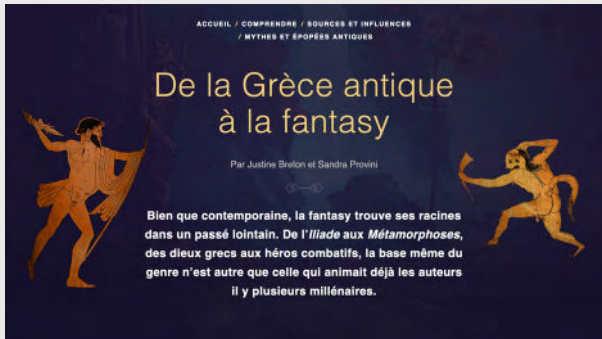 ACCUEIL / COMPRENDRE / SOURCES ET INFLUENCES
/ MYTHES ET ÉPOPÉES ANTIQUES
De la Grèce antique
à la fantasy
Par Justine Breton et Sandra Provini
Bien que contemporaine, la fantasy trouve ses racines
dans un passé lointain. De l'Iliade aux Métamorphoses,
des dieux grecs aux héros combatifs, la base même du
genre n'est autre que celle qui animait déjà les auteurs
il y plusieurs millénaires.